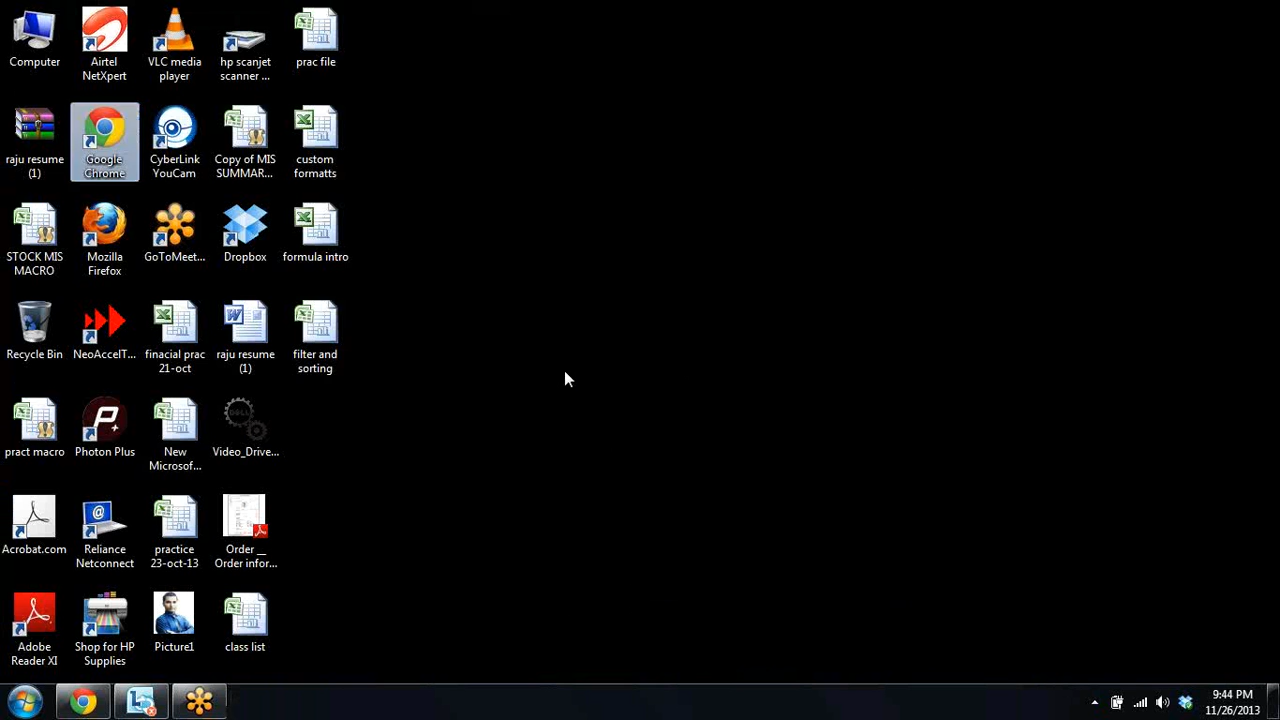 Computer
Airtel
NetXpert
VLC media
player
hp scanjet
scanner ...
prac file
raju resume
(1)
Google
Chrome
CyberLink
YouCam
Copy of MIS
SUMMAR...
custom
formatts
STOCK MIS
MACRO
Mozilla
Firefox
GoToMeet...
Dropbox
formula intro
Recycle Bin
NeoAccelT...
finacial prac
21-oct
raju resume
(1)
filter and
sorting
pract macro
P+
Photon Plus
New
Microsof...
DELL
Video_Drive...
Acrobat.com
@
Reliance
Netconnect
practice
23-oct-13
Order __
Order infor...
Adobe
Reader XI
Shop for HP
Supplies
Picture1
class list
9:44 PM
11/26/2013